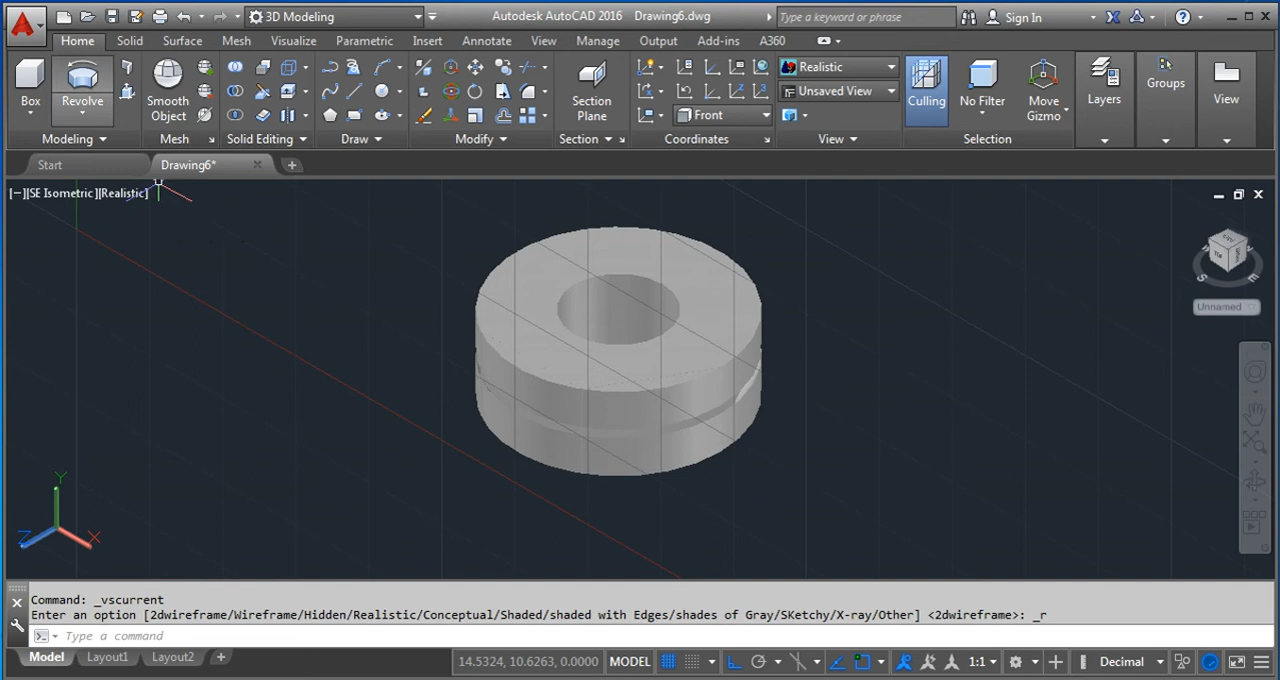 3D Modeling
Autodesk AutoCAD 2016 Drawing6.dwg
Type a keyword or phrase
Sign In
Home Solid Surface Mesh Visualize Parametric Insert Annotate View Manage Output Add-ins A360
Realistic
Unsaved View
Front
Box
Revolve
Smooth Object
Section Plane
Culling
No Filter
Move Gizmo
Layers
Groups
View
Modeling Mesh Solid Editing Draw Modify Section Coordinates View Selection
Start Drawing6*
[−][SE Isometric][Realistic]
S E
Unnamed
Y
Z X
Command: _vscurrent
Enter an option [2dwireframe/Wireframe/Hidden/Realistic/Conceptual/Shaded/shaded with Edges/shades of Gray/SKetchy/X-ray/Other] <2dwireframe>: _r
Type a command
Model Layout1 Layout2 +
14.5324, 10.6263, 0.0000 MODEL 1:1 Decimal